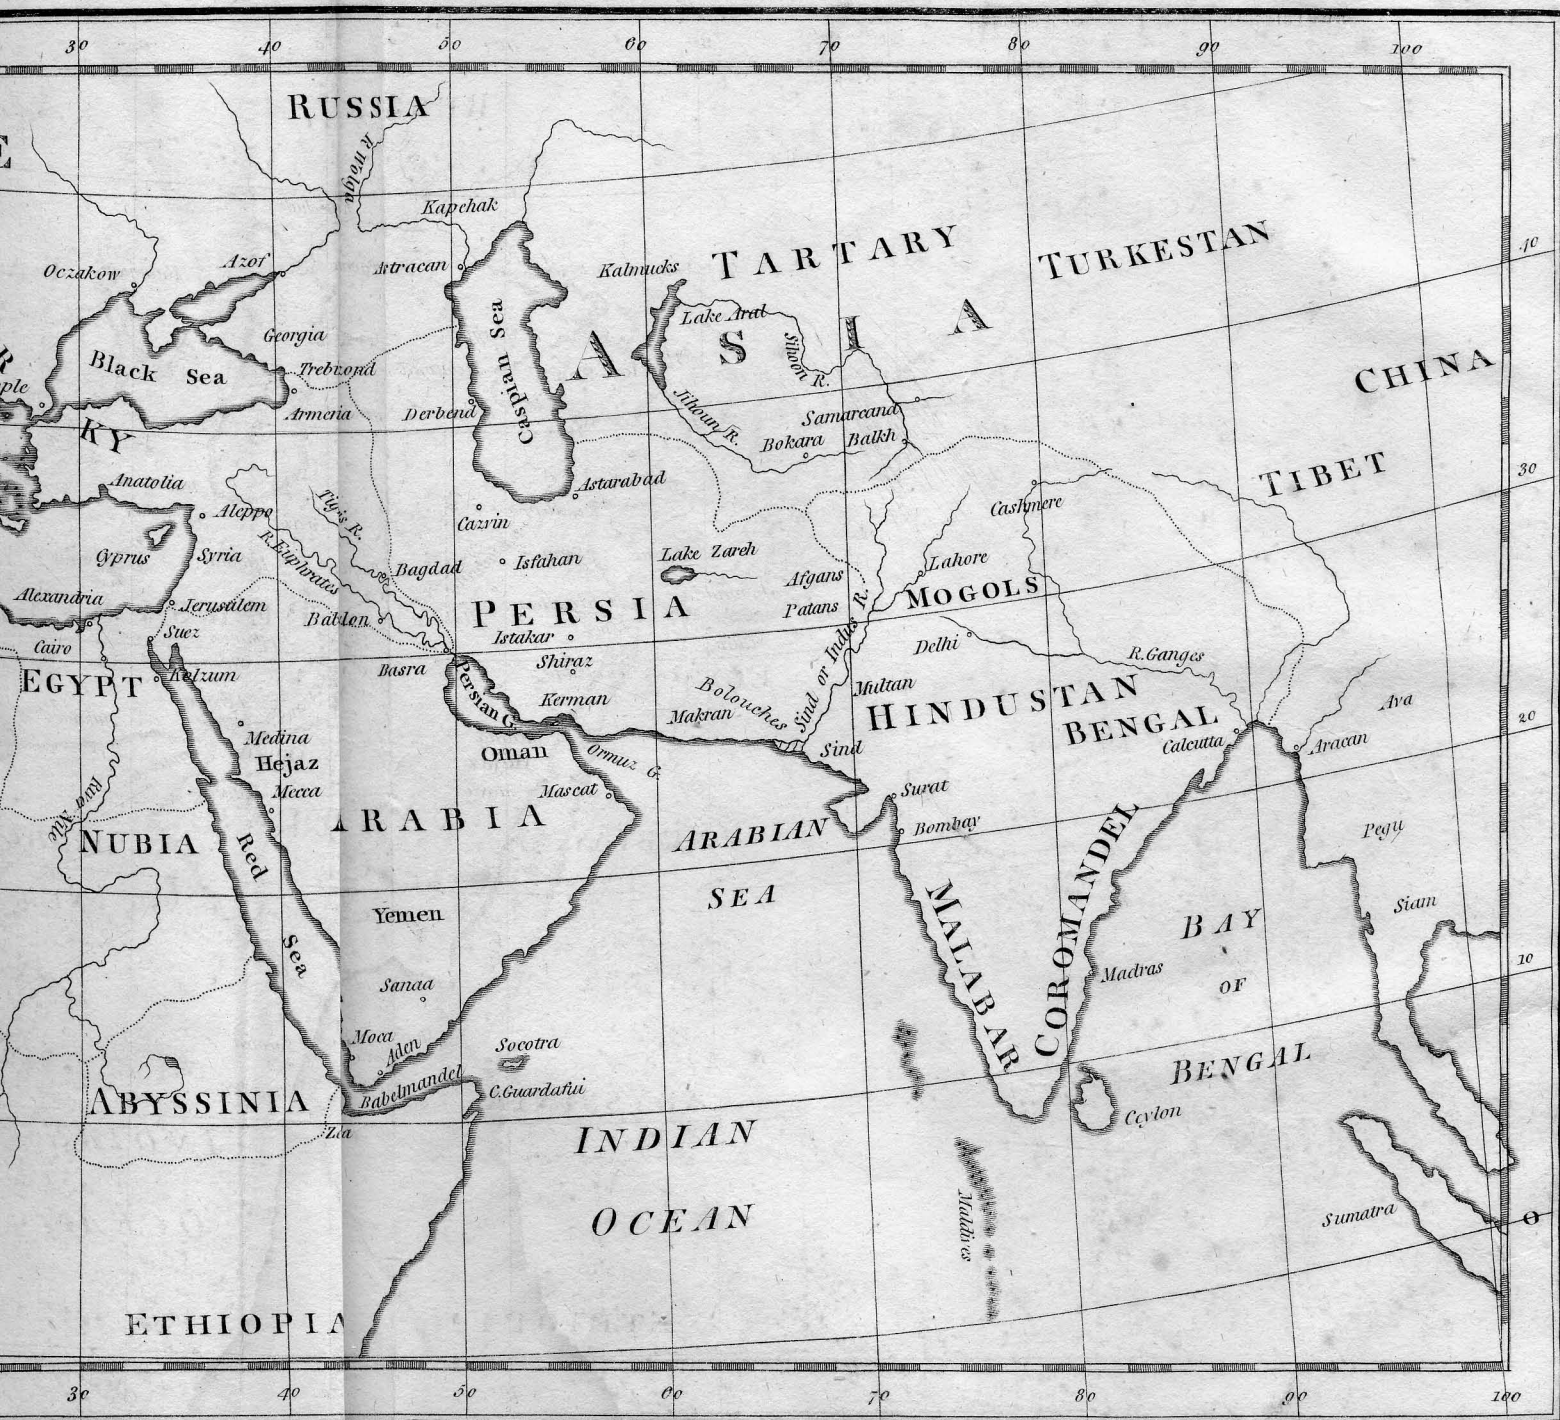 30 40 50 60 70 80 90 100
RUSSIA
E
R Wolga
Kapchak
Azof
Oczakow
Astracan
Kalmucks
TARTARY
TURKESTAN
40
Georgia
Black Sea
Caspian Sea
Lake Aral
Sihon R.
ASIA
R
Trebizond
ple
Armenia
Derbend
Jihoun R.
Samarcand
CHINA
KY
Bokara Balkh
Anatolia
Astarabad
TIBET
30
Tigris R.
Aleppo
Cazvin
Cashmere
R. Euphrates
Cyprus
Syria
Bagdad
Isfahan
Lake Zareh
Lahore
Afgans
Alexandria
Jerusalem
PERSIA
Patans
MOGOLS
Babilon
Istakar
Suez
Cairo
Delhi
R. Ganges
Sind or Indus R.
EGYPT
Kolzum
Basra
Shiraz
Persian G.
Multan
Kerman
Bolouches
Makran
HINDUSTAN
Ava
BENGAL
20
Medina
Oman
Ormuz G.
Sind
Calcutta
Aracan
Hejaz
Mecca
Mascat
Surat
River Nile
ARABIA
NUBIA
Red Sea
ARABIAN
Bombay
Pegu
SEA
MALABAR
COROMANDEL
Yemen
Siam
BAY
Sanaa
Madras
10
OF
Moca
Aden
Socotra
BENGAL
ABYSSINIA
Babelmandel
C. Guardafui
Ceylon
INDIAN
OCEAN
Maldives
Sumatra
0
ETHIOPIA
30 40 50 60 70 80 90 100